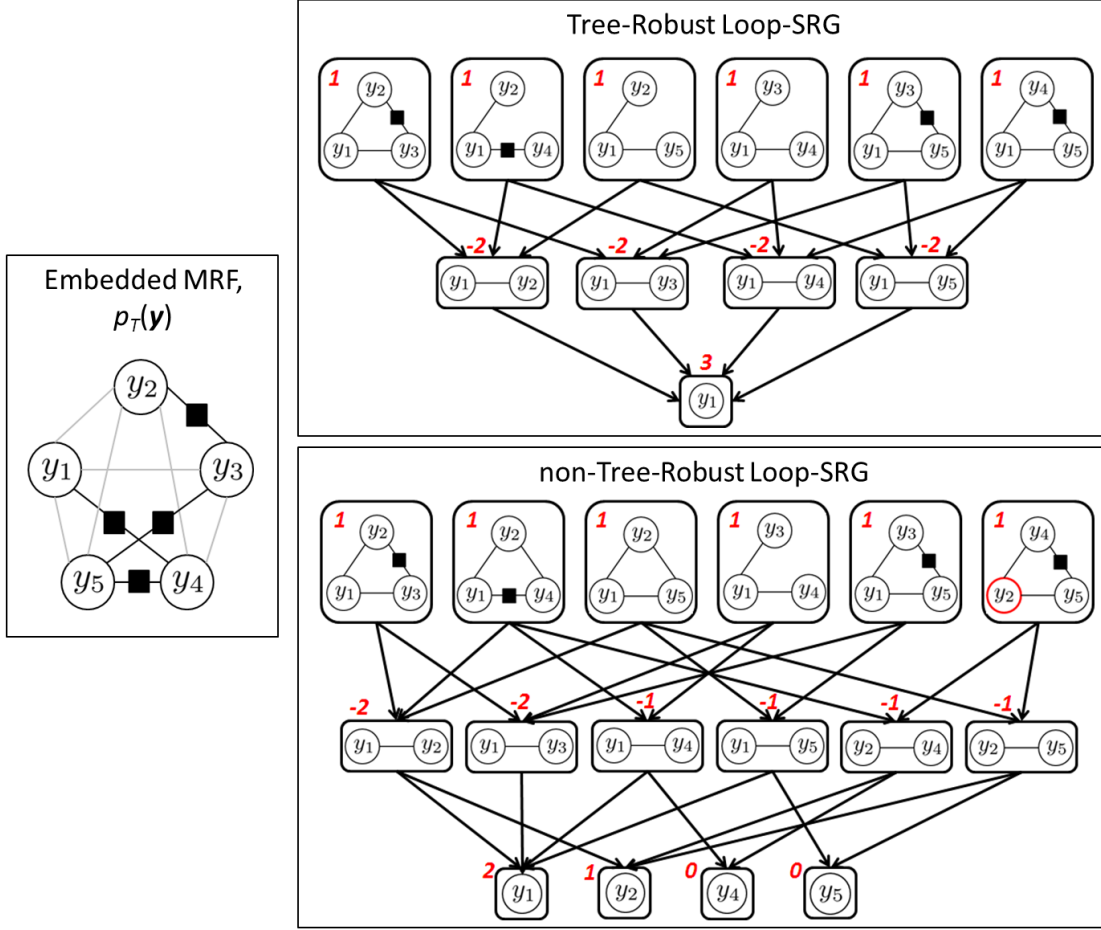 Embedded MRF,
p_T(y)
y₂
y₁ y₃
y₅ y₄
Tree-Robust Loop-SRG
1 1 1 1 1 1
y₂ y₂ y₂ y₃ y₃ y₄
y₁ y₃ y₁ y₄ y₁ y₅ y₁ y₄ y₁ y₅ y₁ y₅
-2 -2 -2 -2
y₁ y₂ y₁ y₃ y₁ y₄ y₁ y₅
3
y₁
non-Tree-Robust Loop-SRG
1 1 1 1 1 1
y₂ y₂ y₂ y₃ y₃ y₄
y₁ y₃ y₁ y₄ y₁ y₅ y₁ y₄ y₁ y₅ y₂ y₅
-2 -2 -1 -1 -1 -1
y₁ y₂ y₁ y₃ y₁ y₄ y₁ y₅ y₂ y₄ y₂ y₅
2 1 0 0
y₁ y₂ y₄ y₅